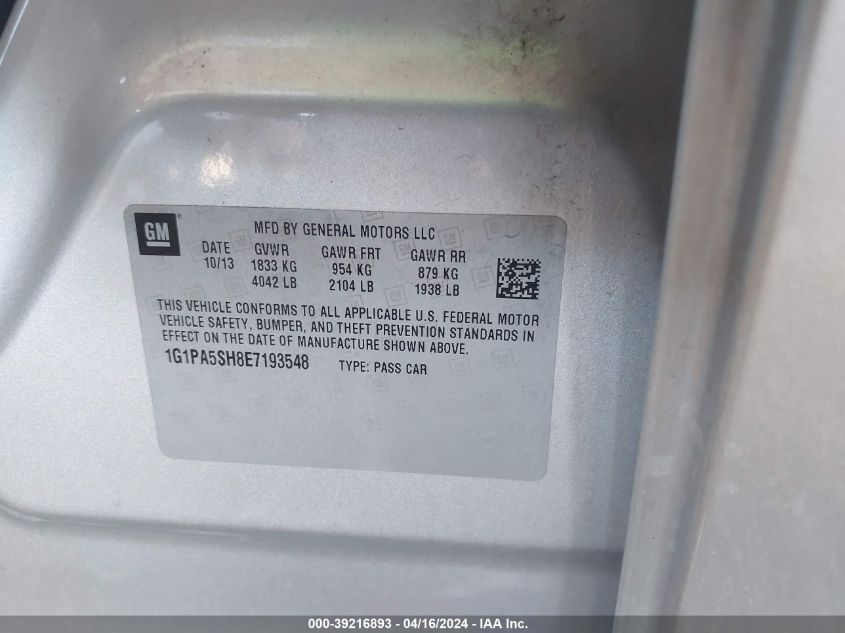 GM
MFD BY GENERAL MOTORS LLC
DATE GVWR GAWR FRT GAWR RR
10/13 1833 KG 954 KG 879 KG
4042 LB 2104 LB 1938 LB
THIS VEHICLE CONFORMS TO ALL APPLICABLE U.S. FEDERAL MOTOR
VEHICLE SAFETY, BUMPER, AND THEFT PREVENTION STANDARDS IN
EFFECT ON THE DATE OF MANUFACTURE SHOWN ABOVE.
1G1PA5SH8E7193548 TYPE: PASS CAR
000-39216893 - 04/16/2024 - IAA Inc.